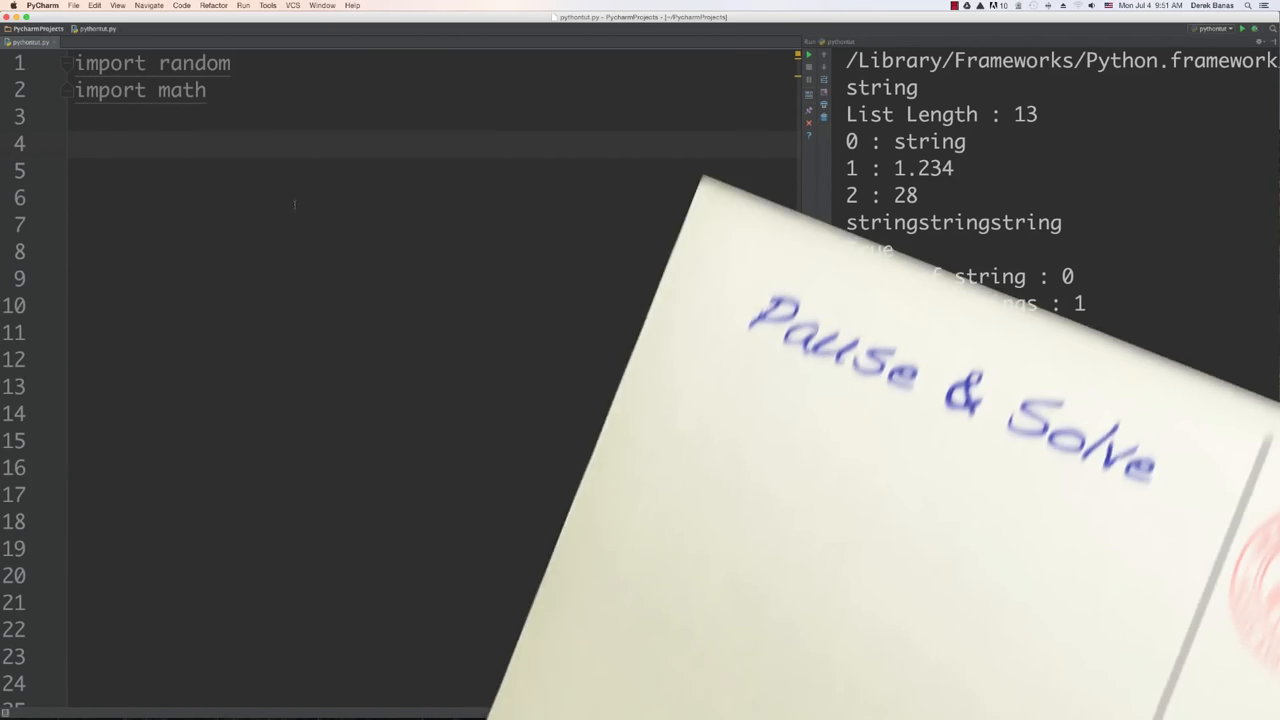 PyCharm File Edit View Navigate Code Refactor Run Tools VCS Window Help
10 Mon Jul 4 9:51 AM Derek Banas
pythontut.py - PycharmProjects - [~/PycharmProjects]
PycharmProjects pythontut.py
pythontut
pythontut.py
Run pythontut
1 import random
2 import math
3
4
5
6
7
8
9
10
11
12
13
14
15
16
17
18
19
20
21
22
23
24
/Library/Frameworks/Python.framework
string
List Length : 13
0 : string
1 : 1.234
2 : 28
stringstringstring
string : 0
: 1
Pause & Solve